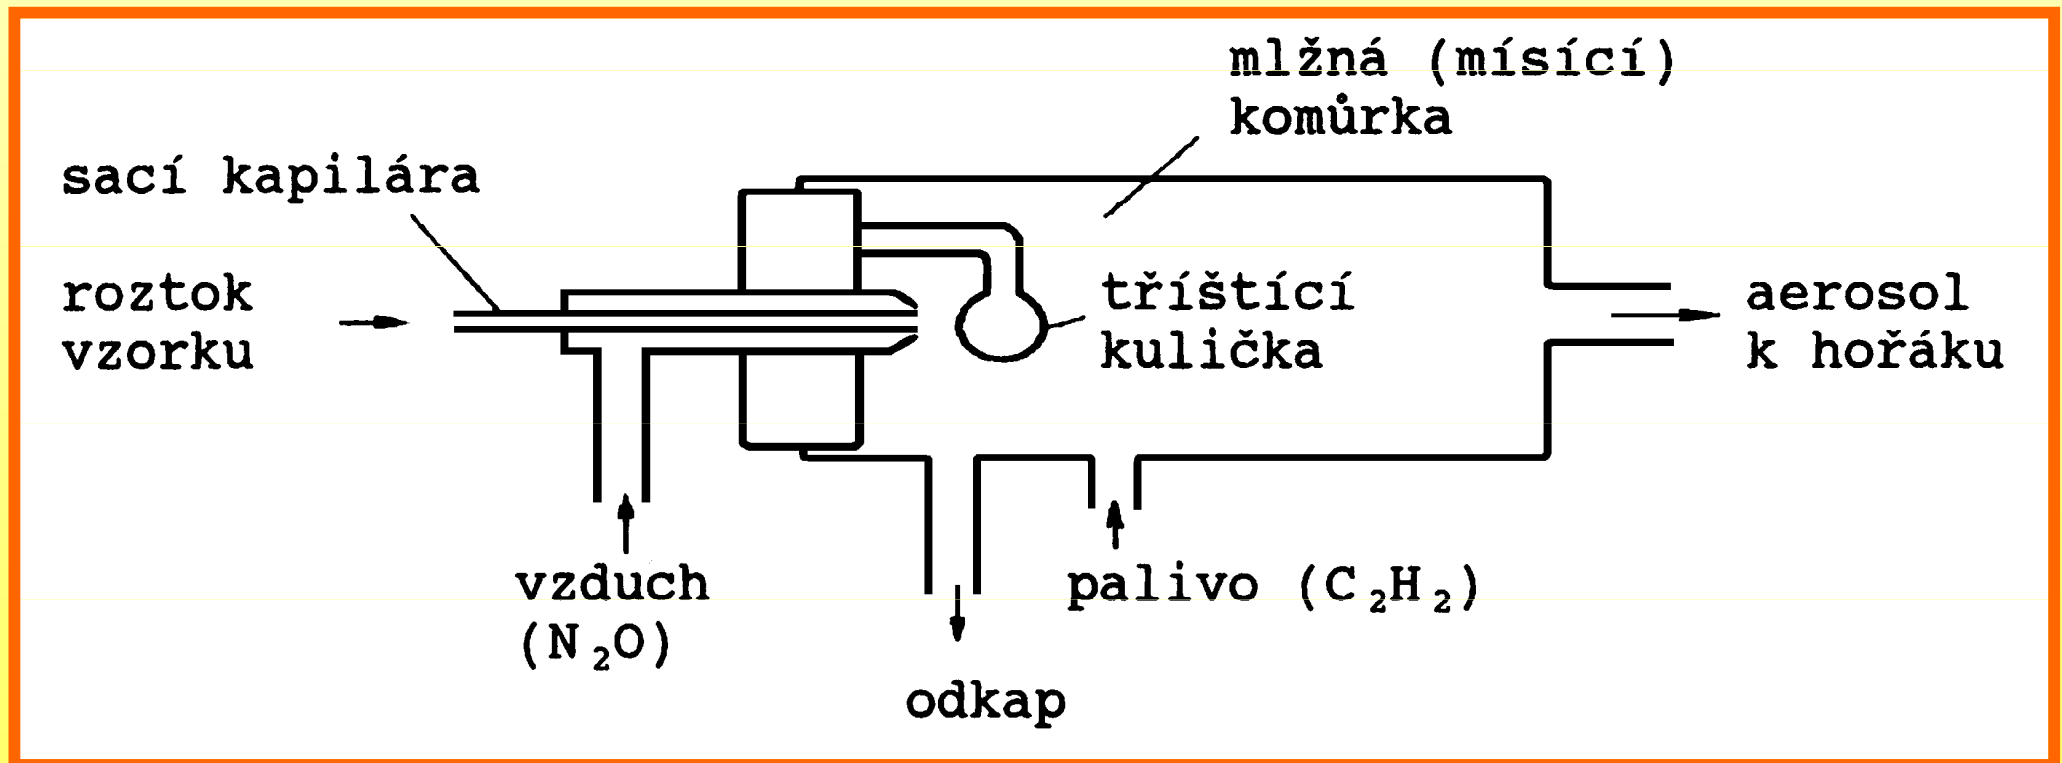 mlžná (mísící)
komůrka
sací kapilára
roztok
vzorku
tříštící
kulička
aerosol
k hořáku
vzduch
(N₂O)
palivo (C₂H₂)
odkap